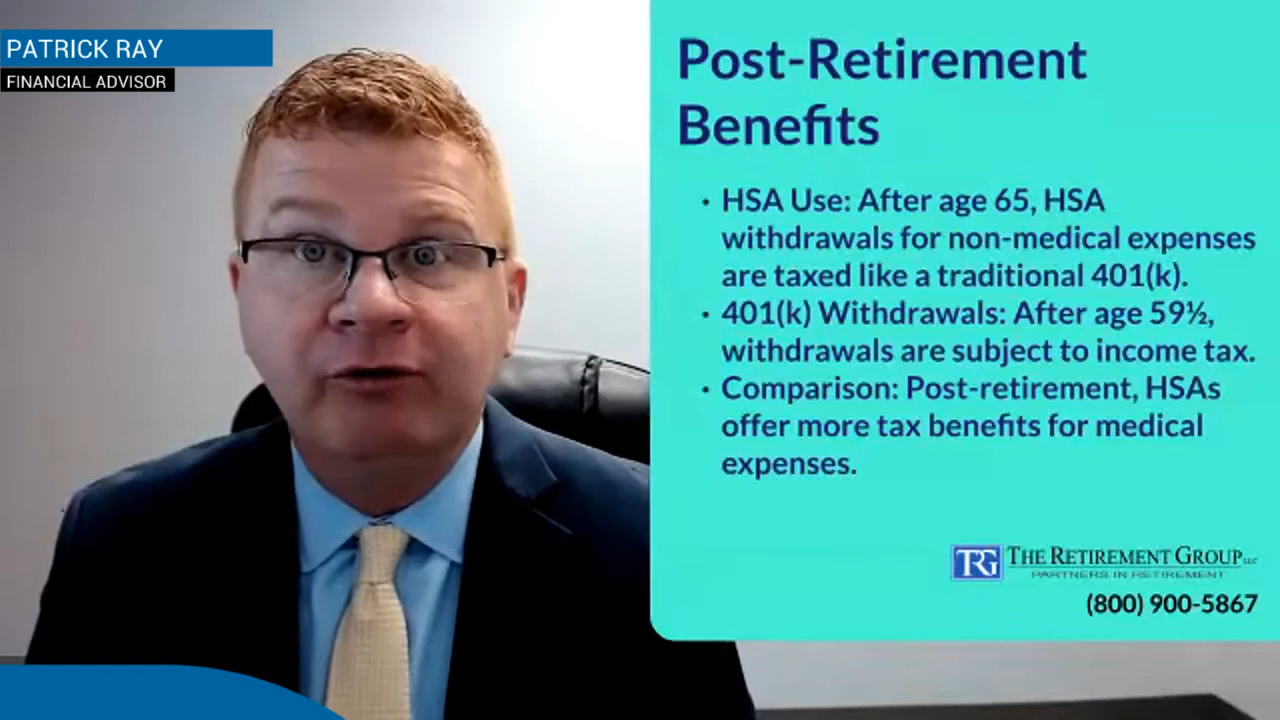 PATRICK RAY
FINANCIAL ADVISOR
Post-Retirement
Benefits
· HSA Use: After age 65, HSA
withdrawals for non-medical expenses
are taxed like a traditional 401(k).
· 401(k) Withdrawals: After age 59½,
withdrawals are subject to income tax.
· Comparison: Post-retirement, HSAs
offer more tax benefits for medical
expenses.
TRG THE RETIREMENT GROUP LLC
PARTNERS IN RETIREMENT
(800) 900-5867